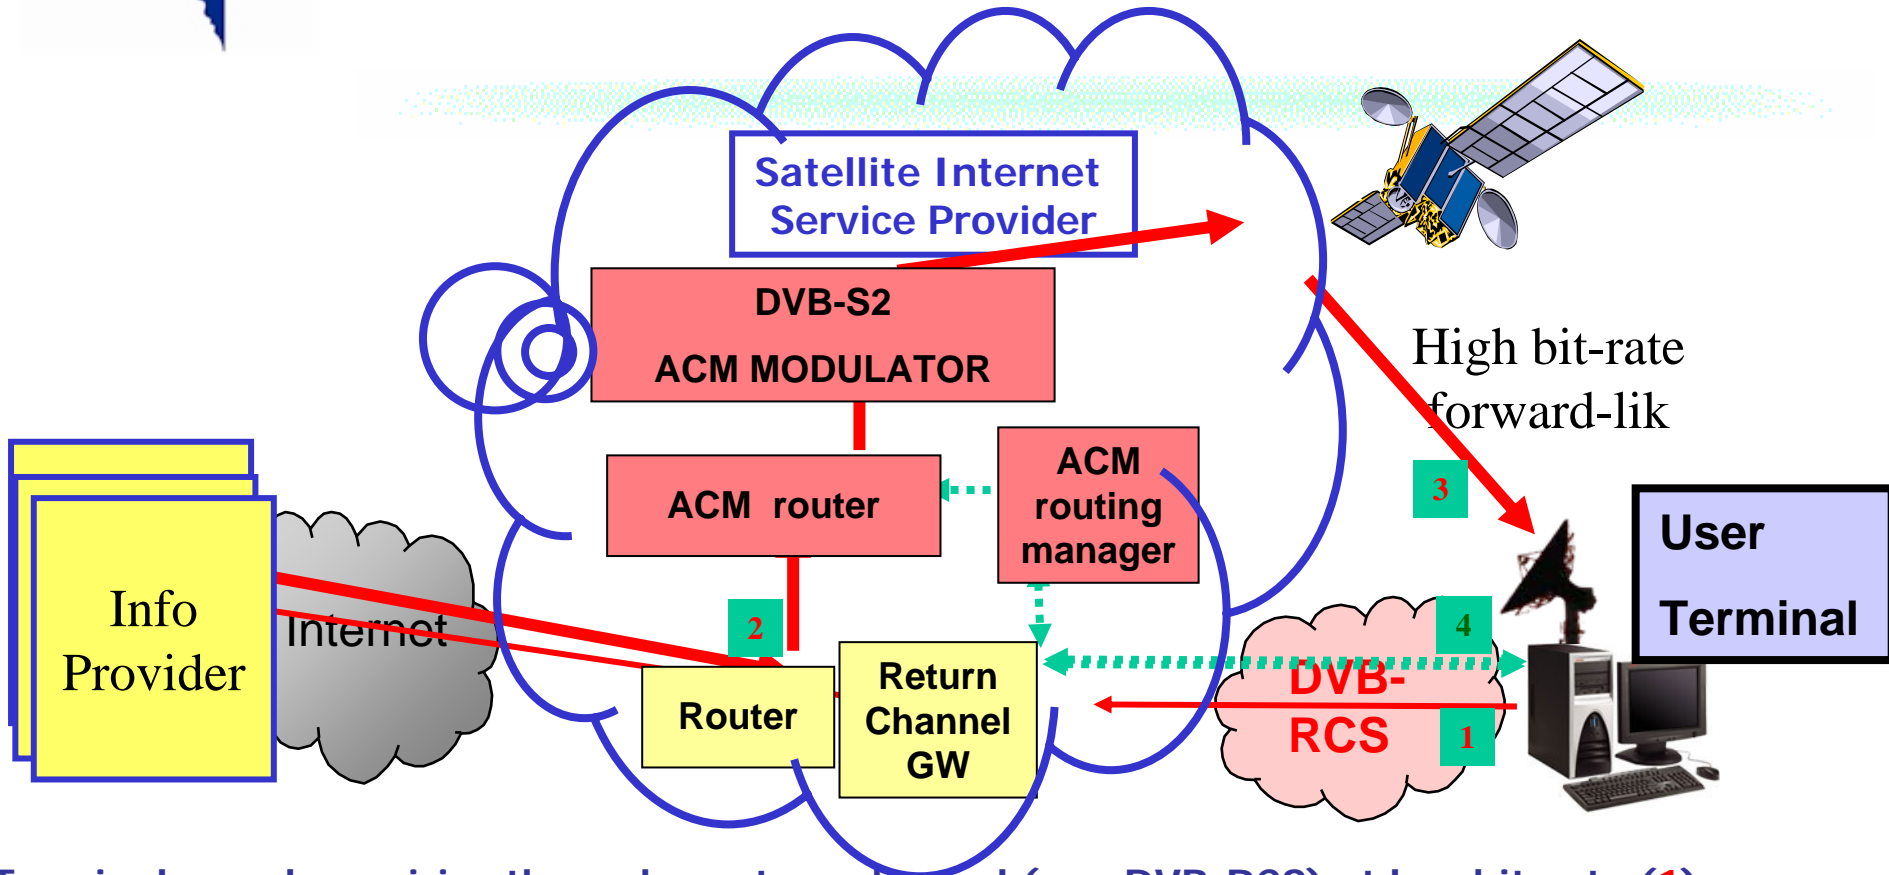 Satellite Internet
Service Provider
DVB-S2
ACM MODULATOR
High bit-rate
forward-lik
ACM router
ACM
routing
manager
3
User
Terminal
Info
Provider
Internet
2
4
Router
Return
Channel
GW
DVB-
RCS
1